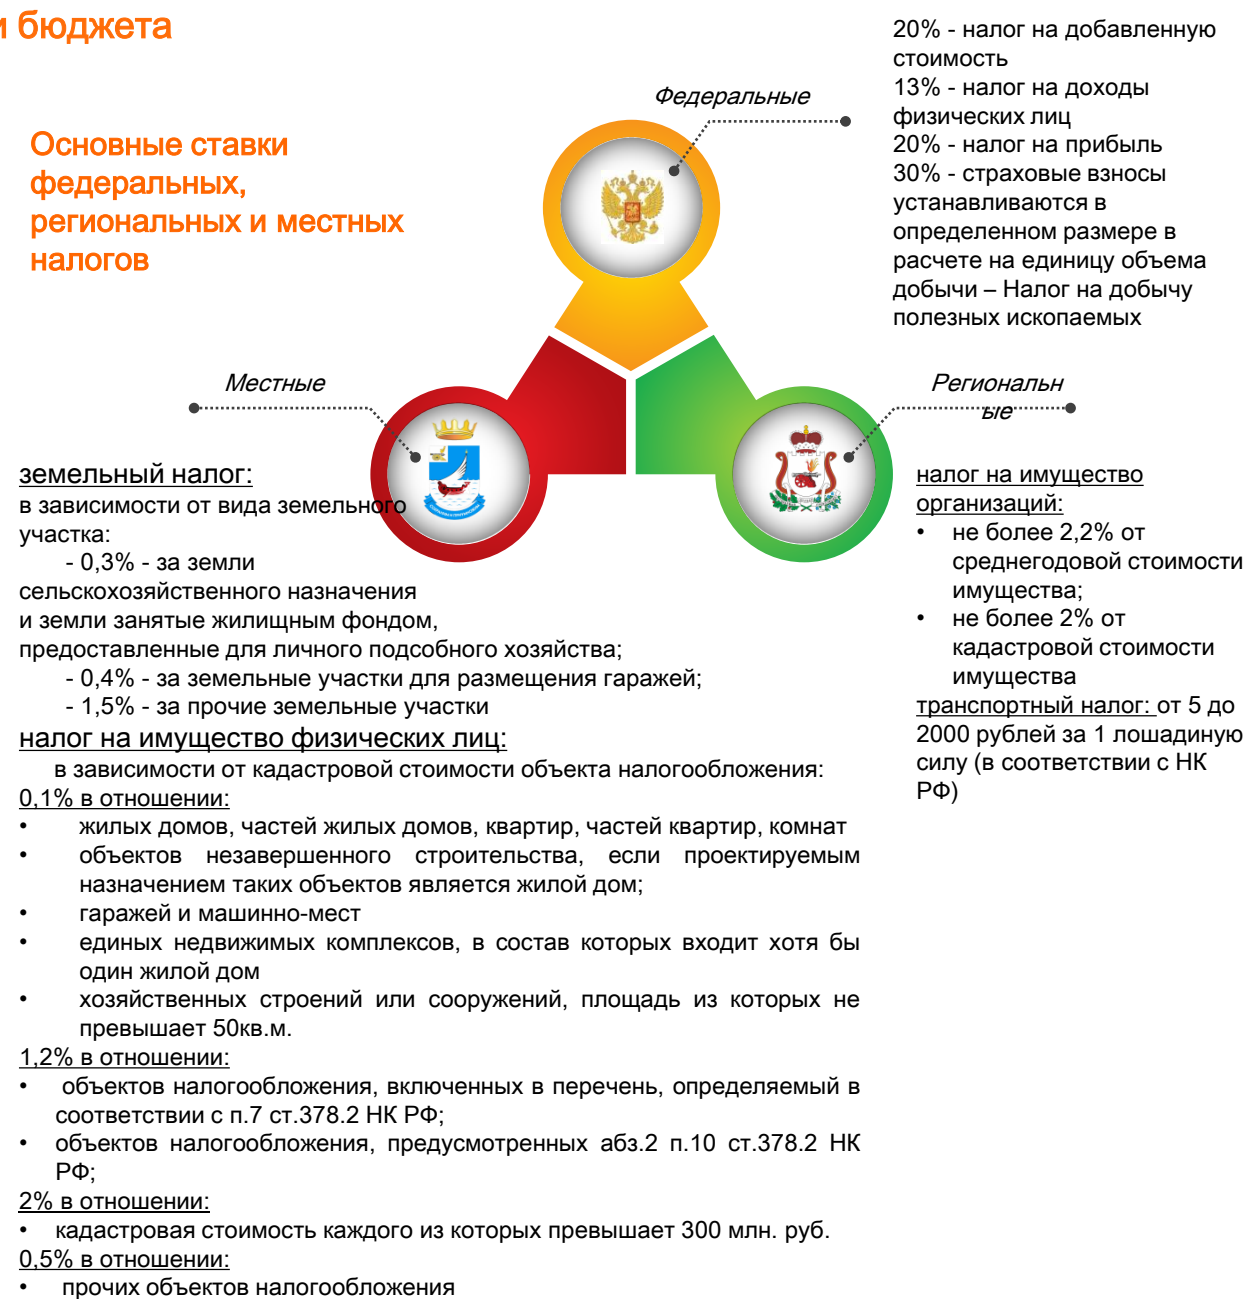 и бюджета
Основные ставки
федеральных,
региональных и местных
налогов
Федеральные
20% - налог на добавленную
стоимость
13% - налог на доходы
физических лиц
20% - налог на прибыль
30% - страховые взносы
устанавливаются в
определенном размере в
расчете на единицу объема
добычи – Налог на добычу
полезных ископаемых
Местные
земельный налог:
в зависимости от вида земельного
участка:
- 0,3% - за земли
сельскохозяйственного назначения
и земли занятые жилищным фондом,
предоставленные для личного подсобного хозяйства;
- 0,4% - за земельные участки для размещения гаражей;
- 1,5% - за прочие земельные участки
налог на имущество физических лиц:
в зависимости от кадастровой стоимости объекта налогообложения:
0,1% в отношении:
• жилых домов, частей жилых домов, квартир, частей квартир, комнат
• объектов незавершенного строительства, если проектируемым
назначением таких объектов является жилой дом;
• гаражей и машинно-мест
• единых недвижимых комплексов, в состав которых входит хотя бы
один жилой дом
• хозяйственных строений или сооружений, площадь из которых не
превышает 50кв.м.
1,2% в отношении:
• объектов налогообложения, включенных в перечень, определяемый в
соответствии с п.7 ст.378.2 НК РФ;
• объектов налогообложения, предусмотренных абз.2 п.10 ст.378.2 НК
РФ;
2% в отношении:
• кадастровая стоимость каждого из которых превышает 300 млн. руб.
0,5% в отношении:
• прочих объектов налогообложения
Региональн
ые
налог на имущество
организаций:
• не более 2,2% от
среднегодовой стоимости
имущества;
• не более 2% от
кадастровой стоимости
имущества
транспортный налог: от 5 до
2000 рублей за 1 лошадиную
силу (в соответствии с НК
РФ)